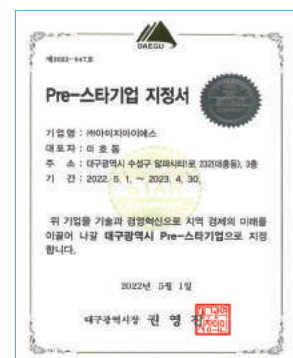 DAEGU
제2022-647호
Pre-스타기업 지정서
기업명 : ㈜아이지아이에스
대표자 : 이호동
주 소 : 대구광역시 수성구 알파시티1로 232(대흥동), 3층
기 간 : 2022. 5. 1. ~ 2023. 4. 30.
STAR
위 기업을 기술과 경영혁신으로 지역 경제의 미래를
이끌어 나갈 대구광역시 Pre-스타기업으로 지정
합니다.
2022년 5월 1일
대구광역시장 권영진